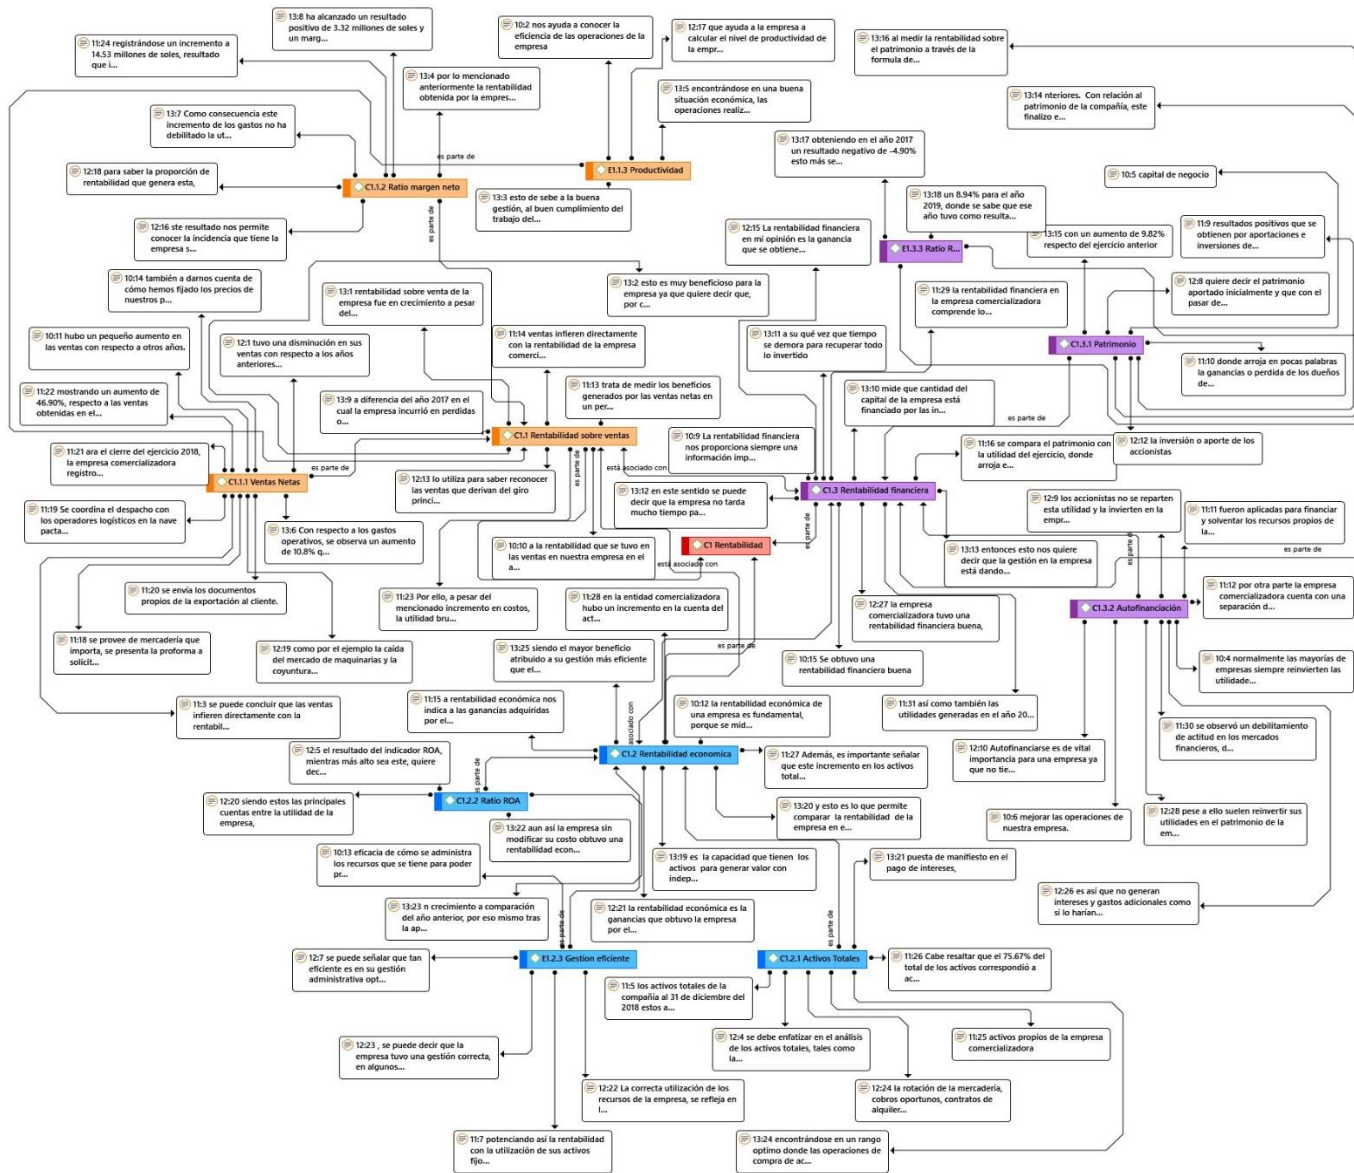 13:8 ha alcanzado un resultado
positivo de 3.32 millones de soles y
un marg...
10:2 nos ayuda a conocer la
eficiencia de las operaciones de la
empresa
12:17 que ayuda a la empresa a
calcular el nivel de productividad de
la empr...
13:16 al medir la rentabilidad sobre
el patrimonio a través de la
formula de...
11:24 registrándose un incremento a
14.53 millones de soles, resultado
que i...
13:4 por lo mencionado
anteriormente la rentabilidad
obtenida por la empres...
13:5 encontrándose en una buena
situación económica, las
operaciones realiz...
13:14 nteriores. Con relación al
patrimonio de la compañía, este
finalizo e...
13:7 Como consecuencia este
incremento de los gastos no ha
debilitado la ut...
13:17 obteniendo en el año 2017
un resultado negativo de -4.90%
esto más se...
es parte de
E1.1.3 Productividad
10:5 capital de negocio
12:18 para saber la proporción de
rentabilidad que genera esta,
C1.1.2 Ratio margen neto
13:3 esto de sebe a la buena
gestión, al buen cumplimiento del
trabajo del...
13:18 un 8.94% para el año
2019, donde se sabe que ese
año tuvo como resulta...
12:16 ste resultado nos permite
conocer la incidencia que tiene la
empresa s...
es parte de
12:15 La rentabilidad financiera
en mi opinión es la ganancia
que se obtiene...
E1.3.3 Ratio R...
13:15 con un aumento de 9.82%
respecto del ejercicio anterior
11:9 resultados positivos que se
obtienen por aportaciones e
inversiones de...
10:14 también a darnos cuenta de
cómo hemos fijado los precios de
nuestros p...
13:1 rentabilidad sobre venta de la
empresa fue en crecimiento a pesar
del...
13:2 esto es muy beneficioso para la
empresa ya que quiere decir que,
por c...
11:29 la rentabilidad financiera en
la empresa comercializadora
comprende lo...
12:8 quiere decir el patrimonio
aportado inicialmente y que con el
pasar de...
10:11 hubo un pequeño aumento en
las ventas con respecto a otros años.
12:1 tuvo una disminución en sus
ventas con respecto a los años
anteriores...
11:14 ventas infieren directamente
con la rentabilidad de la empresa
comerci...
13:11 a su qué vez que tiempo
se demora para recuperar todo
lo invertido
C1.3.1 Patrimonio
11:10 donde arroja en pocas palabras
la ganancias o perdida de los dueños
de...
11:22 mostrando un aumento de
46.90%, respecto a las ventas
obtenidas en el...
13:9 a diferencia del año 2017 en el
cual la empresa incurrió en perdidas
o...
11:13 trata de medir los beneficios
generados por las ventas netas en
un per...
13:10 mide que cantidad del
capital de la empresa está
financiado por las in...
es parte de
C1.1 Rentabilidad sobre ventas
10:9 La rentabilidad financiera
nos proporciona siempre una
información imp...
11:16 se compara el patrimonio con
la utilidad del ejercicio, donde
arroja e...
12:12 la inversión o aporte de los
accionistas
11:21 ara el cierre del ejercicio 2018,
la empresa comercializadora
registro...
es parte de
C1.1.1 Ventas Netas
12:13 lo utiliza para saber reconocer
las ventas que derivan del giro
princi...
es parte de
está asociado con
C1.3 Rentabilidad financiera
13:12 en este sentido se puede
decir que la empresa no tarda
mucho tiempo pa...
12:9 los accionistas no se reparten
esta utilidad y la invierten en la
empr...
11:11 fueron aplicadas para financiar
y solventar los recursos propios de
la...
11:19 Se coordina el despacho con
los operadores logísticos en la nave
pacta...
13:6 Con respecto a los gastos
operativos, se observa un aumento
de 10.8% q...
10:10 a la rentabilidad que se tuvo en
las ventas en nuestra empresa en el
a...
C1 Rentabilidad
es parte de
está asociado con
13:13 entonces esto nos quiere
decir que la gestión en la empresa
está dando...
es parte de
11:20 se envía los documentos
propios de la exportación al cliente.
11:23 Por ello, a pesar del
mencionado incremento en costos,
la utilidad bru...
11:28 en la entidad comercializadora
hubo un incremento en la cuenta del
act...
12:27 la empresa
comercializadora tuvo una
rentabilidad financiera buena,
C1.3.2 Autofinanciación
11:12 por otra parte la empresa
comercializadora cuenta con una
separación d...
11:18 se provee de mercadería que
importa, se presenta la proforma a
solicit...
12:19 como por ejemplo la caída
del mercado de maquinarias y la
coyuntura...
13:25 siendo el mayor beneficio
atribuido a su gestión más eficiente
que el...
es parte de
10:15 Se obtuvo una
rentabilidad financiera buena
10:4 normalmente las mayorías de
empresas siempre reinvierten las
utilidade...
11:3 se puede concluir que las ventas
infieren directamente con la
rentabil...
11:15 a rentabilidad económica nos
indica a las ganancias adquiridas
por el...
asociado con
10:12 la rentabilidad económica de
una empresa es fundamental,
porque se mid...
11:31 así como también las
utilidades generadas en el año 20...
11:30 se observó un debilitamiento
de actitud en los mercados
financieros, d...
12:5 el resultado del indicador ROA,
mientras más alto sea este, quiere
dec...
C1.2 Rentabilidad economica
11:27 Además, es importante señalar
que este incremento en los activos
total...
12:10 Autofinanciarse es de vital
importancia para una empresa ya
que no tie...
12:20 siendo estos las principales
cuentas entre la utilidad de la
empresa,
C1.2.2 Ratio ROA
es parte de
13:20 y esto es lo que permite
comparar la rentabilidad de la
empresa en e...
10:6 mejorar las operaciones de
nuestra empresa.
12:28 pese a ello suelen reinvertir sus
utilidades en el patrimonio de la
em...
13:22 aun así la empresa sin
modificar su costo obtuvo una
rentabilidad econ...
10:13 eficacia de cómo se administra
los recursos que se tiene para poder
pr...
13:19 es la capacidad que tienen los
activos para generar valor con
indep...
13:21 puesta de manifiesto en el
pago de intereses,
12:26 es así que no generan
intereses y gastos adicionales como
si lo harían...
13:23 n crecimiento a comparación
del año anterior, por eso mismo tras
la ap...
12:21 la rentabilidad económica es la
ganancias que obtuvo la empresa
por el...
es parte de
es parte de
12:7 se puede señalar que tan
eficiente es en su gestión
administrativa opt...
E1.2.3 Gestion eficiente
C1.2.1 Activos Totales
11:26 Cabe resaltar que el 75.67% del
total de los activos correspondió a
ac...
11:5 los activos totales de la
compañía al 31 de diciembre del
2018 estos a...
12:23 , se puede decir que la
empresa tuvo una gestión correcta,
en algunos...
12:4 se debe enfatizar en el análisis
de los activos totales, tales como
la...
11:25 activos propios de la empresa
comercializadora
12:22 La correcta utilización de los
recursos de la empresa, se refleja en
l...
12:24 la rotación de la mercadería,
cobros oportunos, contratos de
alquiler...
11:7 potenciando así la rentabilidad
con la utilización de sus activos
fijo...
13:24 encontrándose en un rango
optimo donde las operaciones de
compra de ac...